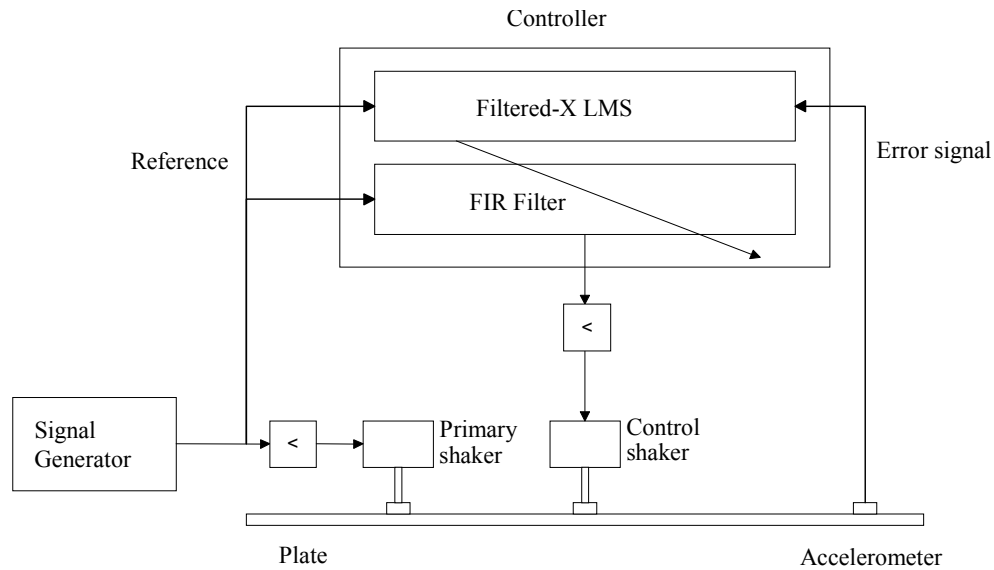 Controller
Filtered-X LMS
Reference
Error signal
FIR Filter
<
Signal
Generator
<
Primary
shaker
Control
shaker
Plate
Accelerometer